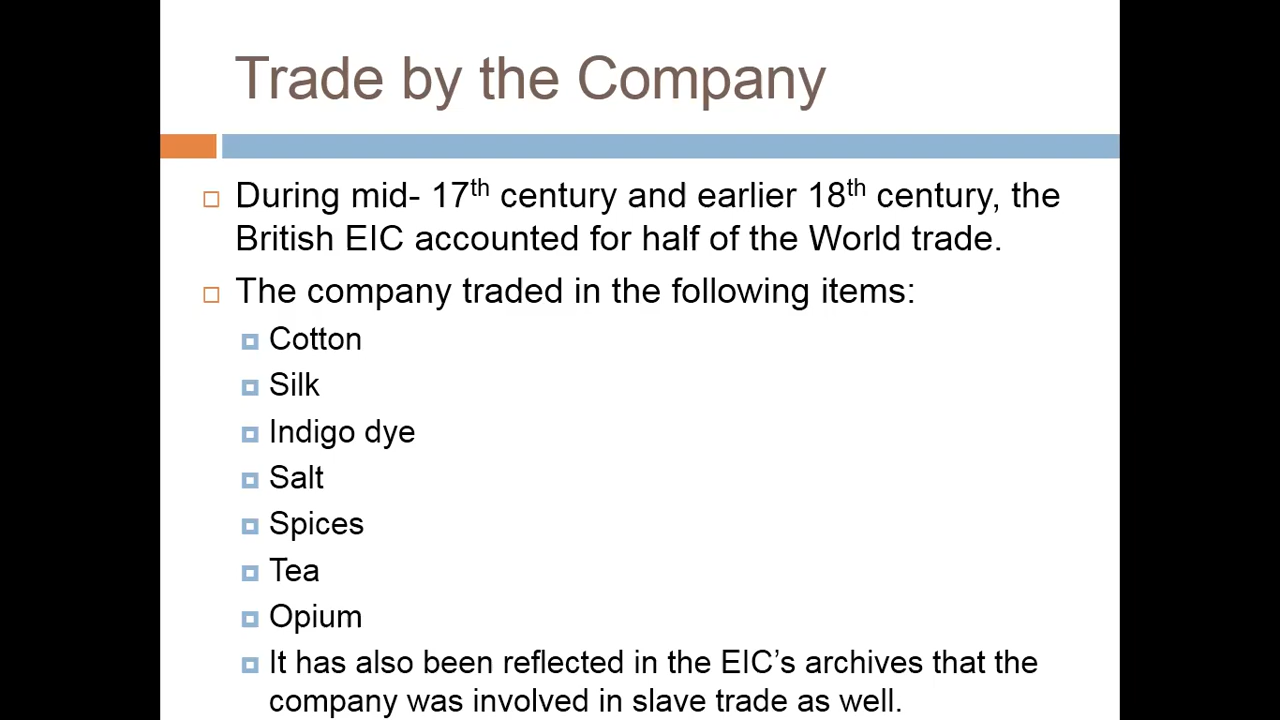 Trade by the Company
During mid- 17th century and earlier 18th century, the
British EIC accounted for half of the World trade.
The company traded in the following items:
Cotton
Silk
Indigo dye
Salt
Spices
Tea
Opium
It has also been reflected in the EIC’s archives that the
company was involved in slave trade as well.